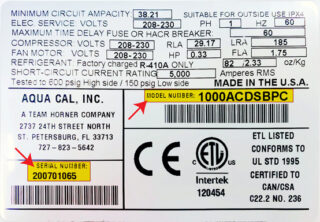 MINIMUM CIRCUIT AMPACITY 38.21 SUITABLE FOR OUTSIDE USE IPX4
ELEC SERVICE VOLTS 208-230 1 HZ 60
MAXIMUM TIME DELAY FUSE OR HACR BREAKER 60
COMPRESSOR VOLTS 208-230 RLA 29.17 LRA 185
FAN MOTOR VOLTS 208-230 HP 0.33 FLA 1.75
REFRIGERANT: Factory charged R-410A ONLY 82 / 2.33 oz/ Kg
SHORT-CIRCUIT CURRENT RATING 5,000 Amperes RMS
Tested to 600 psig High side / 150 psig Low side MADE IN THE U.S.A.
AQUA CAL, INC.
A TEAM HORNER COMPANY
2737 24TH STREET NORTH
ST. PETERSBURG, FL 33713
727-823-5642
SERIAL NUMBER:
200701065
MODEL NUMBER: 1000ACDSBPC
C ETL US
LISTED
Intertek
120454
ETL LISTED
CONFORMS TO
UL STD 1995
CERTIFIED TO
CAN/CSA
C22.2 NO. 236